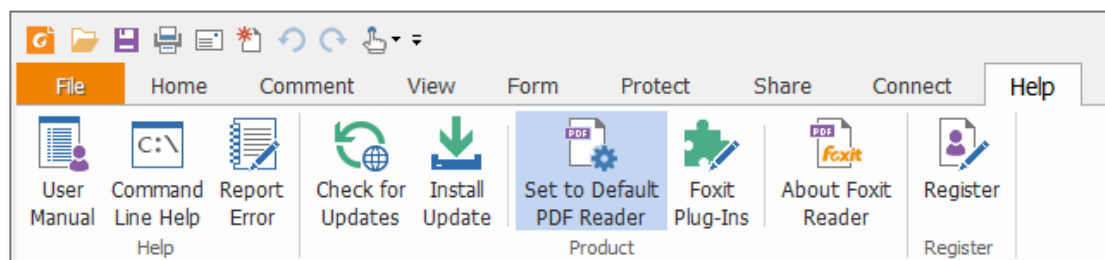 File Home Comment View Form Protect Share Connect Help
C:\ PDF PDF foxit
User Command Report Check for Install Set to Default Foxit About Foxit Register
Manual Line Help Error Updates Update PDF Reader Plug-Ins Reader
Help Product Register